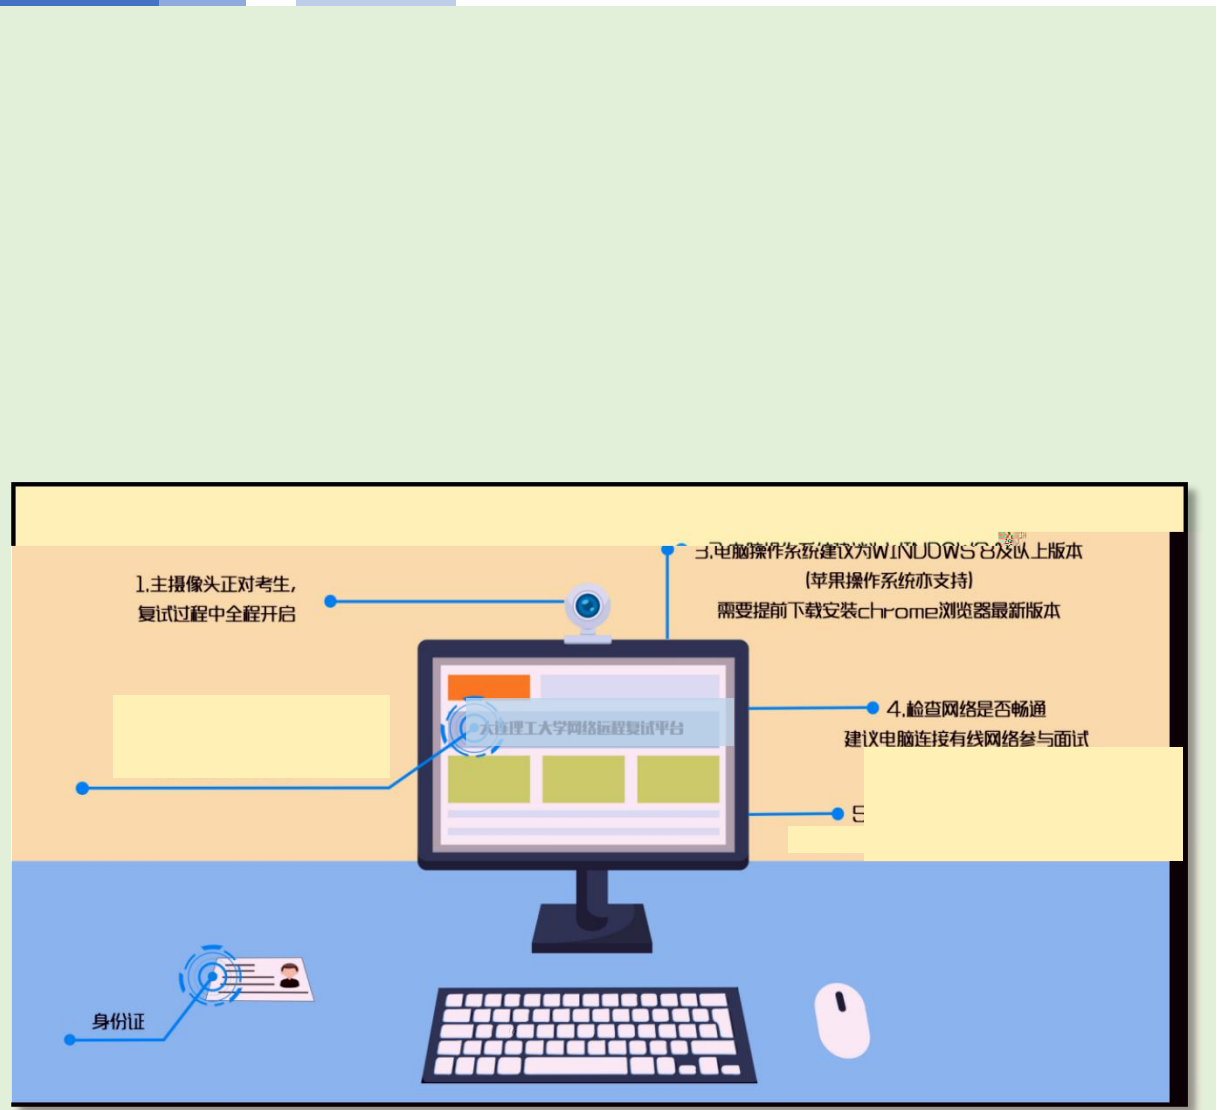 1.主摄像头正对考生,
复试过程中全程开启
3.电脑操作系统建议为WINDOWS 8及以上版本
(苹果操作系统亦支持)
需要提前下载安装chrome浏览器最新版本
大连理工大学网络远程复试平台
4.检查网络是否畅通
建议电脑连接有线网络参与面试
5
身份证